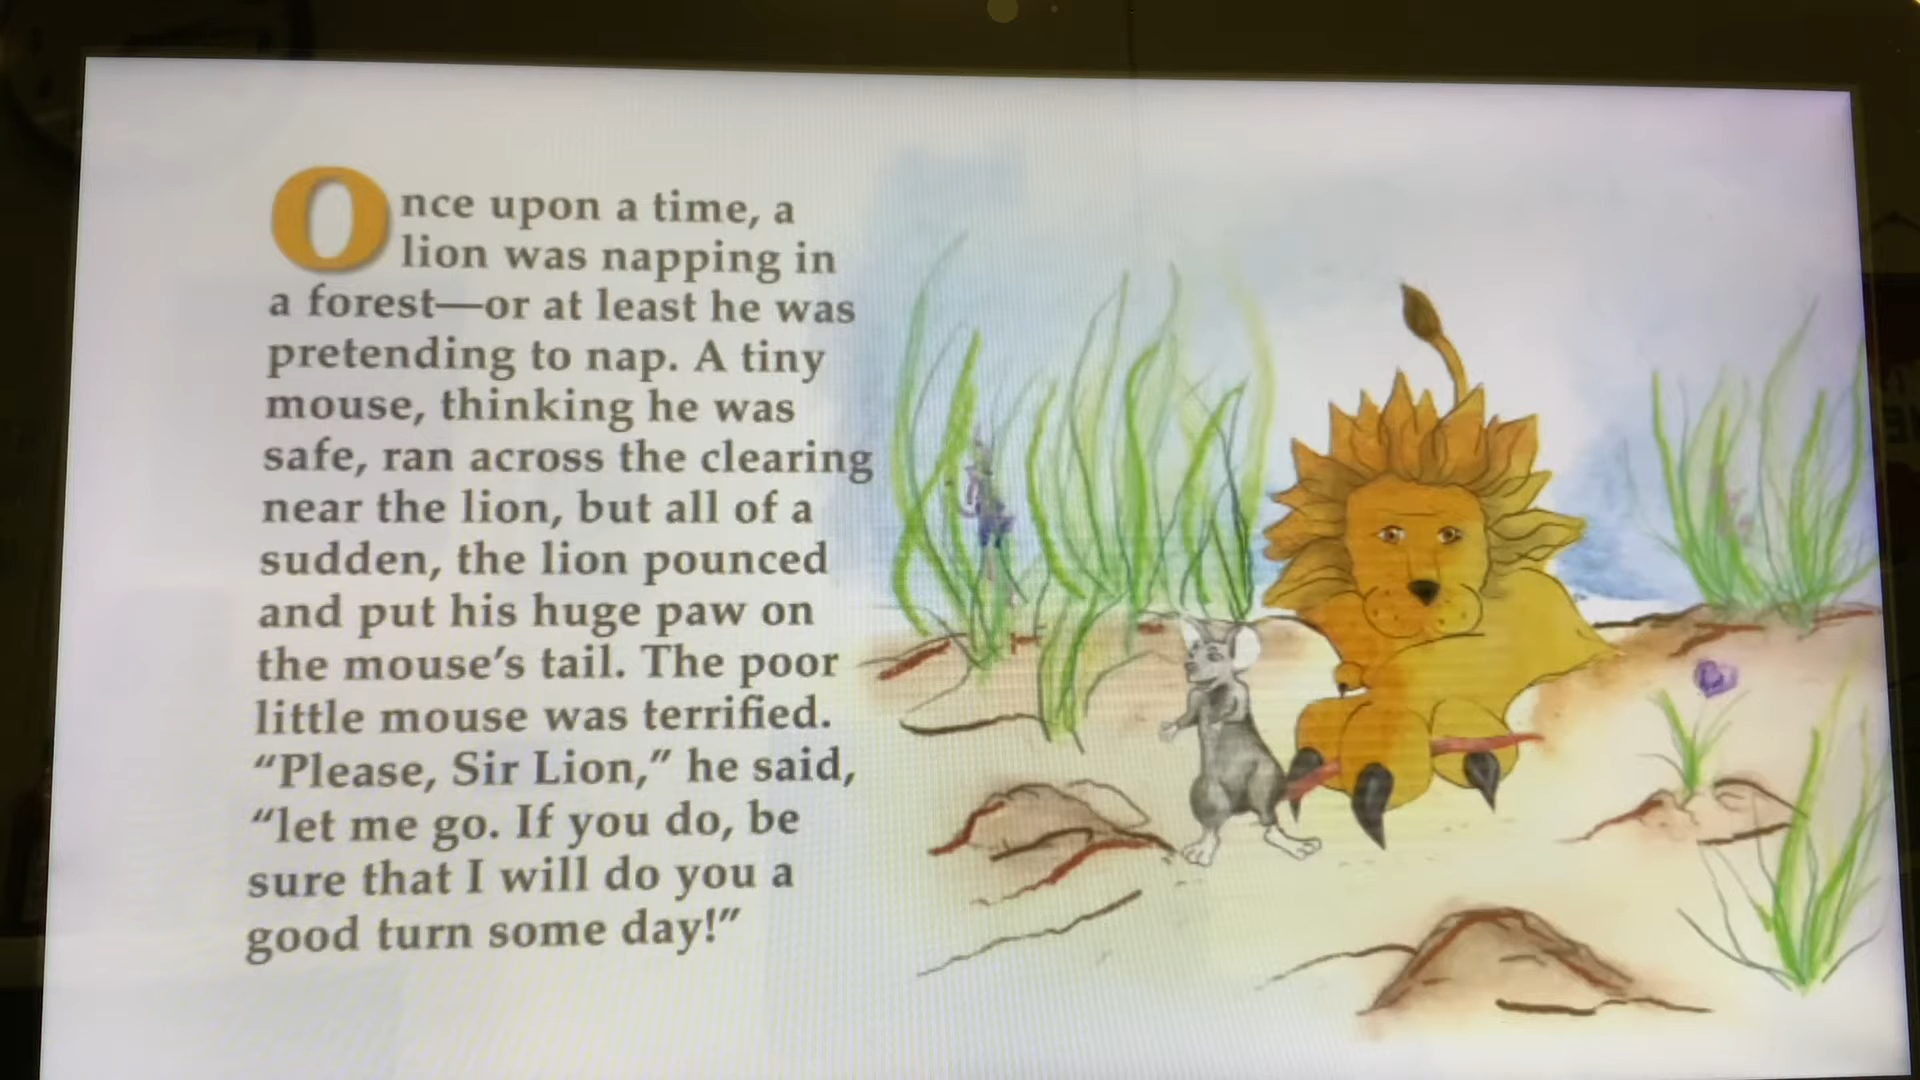 Once upon a time, a
lion was napping in
a forest—or at least he was
pretending to nap. A tiny
mouse, thinking he was
safe, ran across the clearing
near the lion, but all of a
sudden, the lion pounced
and put his huge paw on
the mouse’s tail. The poor
little mouse was terrified.
“Please, Sir Lion,” he said,
“let me go. If you do, be
sure that I will do you a
good turn some day!”